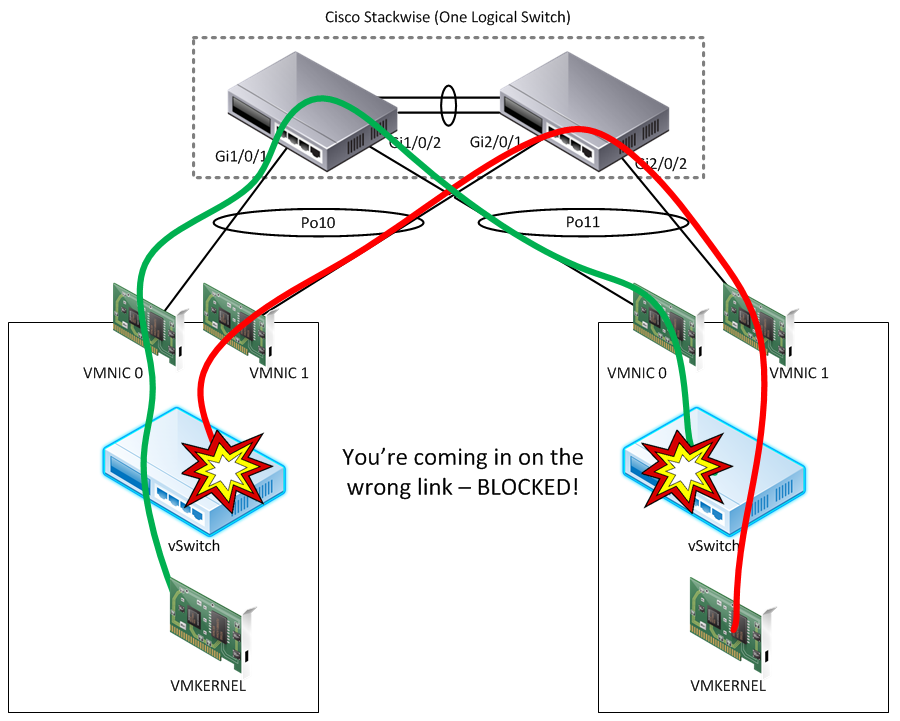 Cisco Stackwise (One Logical Switch)
Gi1/0/1
Gi1/0/2
Gi2/0/1
Gi2/0/2
Po10
Po11
VMNIC 0
VMNIC 1
VMNIC 0
VMNIC 1
You're coming in on the
wrong link – BLOCKED!
vSwitch
vSwitch
VMKERNEL
VMKERNEL